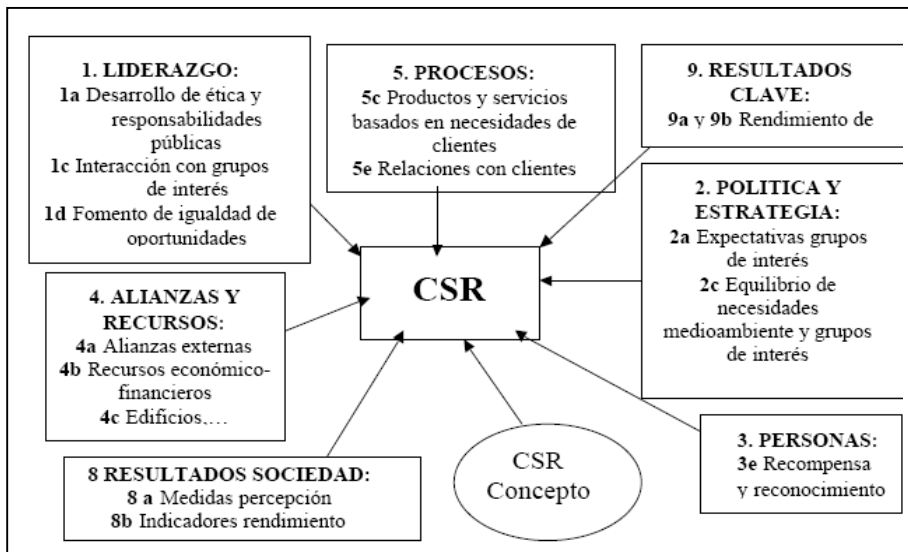 1. LIDERAZGO:
1a Desarrollo de ética y
responsabilidades
públicas
1c Interacción con grupos
de interés
1d Fomento de igualdad de
oportunidades
5. PROCESOS:
5c Productos y servicios
basados en necesidades de
clientes
5e Relaciones con clientes
9. RESULTADOS
CLAVE:
9a y 9b Rendimiento de
2. POLITICA Y
ESTRATEGIA:
2a Expectativas grupos
de interés
2c Equilibrio de
necesidades
medioambiente y grupos
de interés
CSR
4. ALIANZAS Y
RECURSOS:
4a Alianzas externas
4b Recursos económico-
financieros
4c Edificios,…
3. PERSONAS:
3e Recompensa
y reconocimiento
8 RESULTADOS SOCIEDAD:
8 a Medidas percepción
8b Indicadores rendimiento
CSR
Concepto